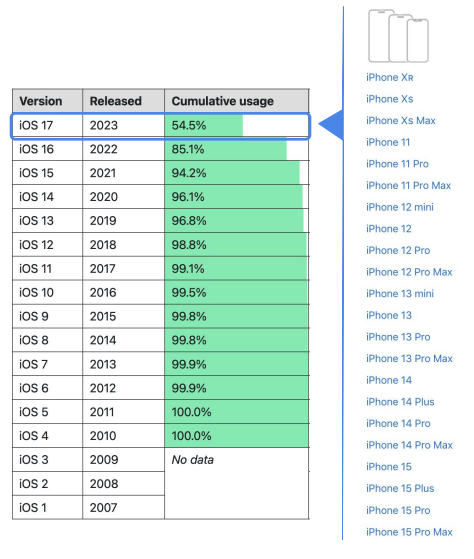 Version Released Cumulative usage
iOS 17 2023 54.5%
iOS 16 2022 85.1%
iOS 15 2021 94.2%
iOS 14 2020 96.1%
iOS 13 2019 96.8%
iOS 12 2018 98.8%
iOS 11 2017 99.1%
iOS 10 2016 99.5%
iOS 9 2015 99.8%
iOS 8 2014 99.8%
iOS 7 2013 99.9%
iOS 6 2012 99.9%
iOS 5 2011 100.0%
iOS 4 2010 100.0%
iOS 3 2009 No data
iOS 2 2008
iOS 1 2007
iPhone XR
iPhone Xs
iPhone Xs Max
iPhone 11
iPhone 11 Pro
iPhone 11 Pro Max
iPhone 12 mini
iPhone 12
iPhone 12 Pro
iPhone 12 Pro Max
iPhone 13 mini
iPhone 13
iPhone 13 Pro
iPhone 13 Pro Max
iPhone 14
iPhone 14 Plus
iPhone 14 Pro
iPhone 14 Pro Max
iPhone 15
iPhone 15 Plus
iPhone 15 Pro
iPhone 15 Pro Max